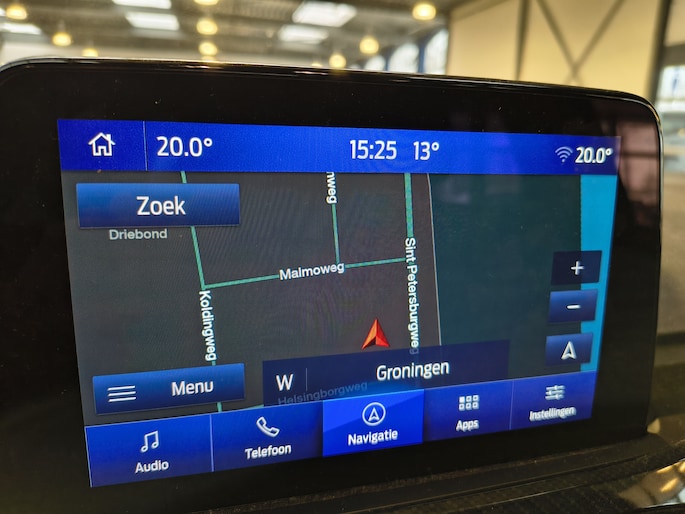 20.0°
15:25 13°
20.0°
Zoek
nweg
Driebond
Malmoweg
Sint Petersburgweg
Koldingweg
+
−
W Groningen
Menu
Helsingborgweg
Audio
Telefoon
Navigatie
Apps
Instellingen